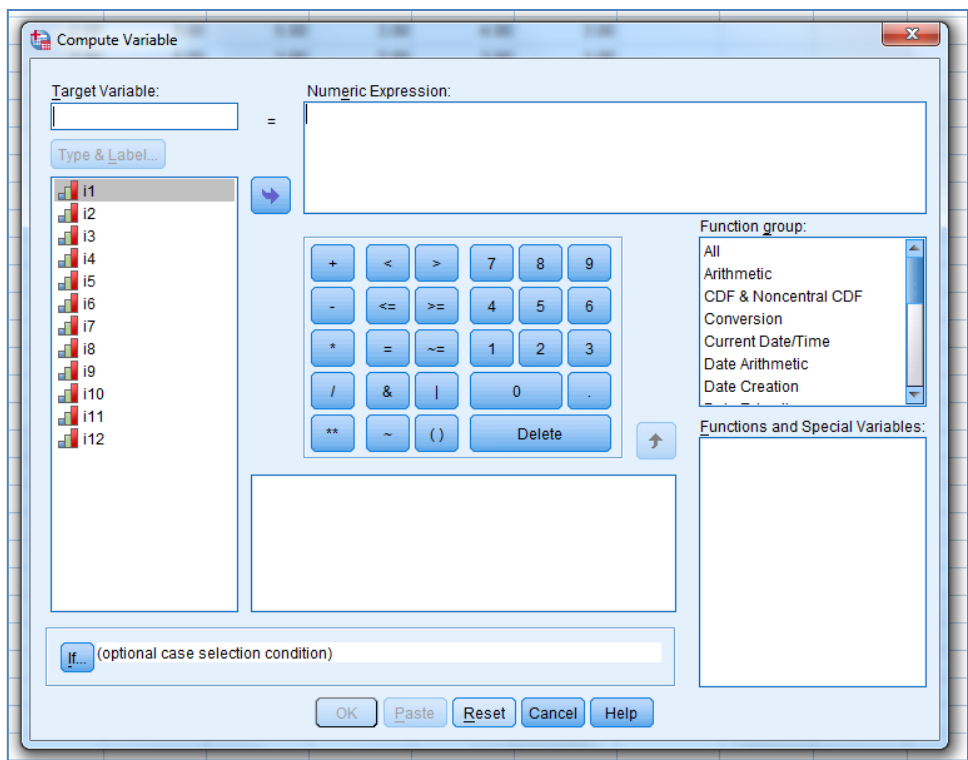 Compute Variable
Target Variable:
Numeric Expression:
=
Type & Label...
i1
i2
i3
i4
i5
i6
i7
i8
i9
i10
i11
i12
+ < > 7 8 9
- <= >= 4 5 6
* = ~= 1 2 3
/ & | 0 .
** ~ ( ) Delete
Function group:
All
Arithmetic
CDF & Noncentral CDF
Conversion
Current Date/Time
Date Arithmetic
Date Creation
Functions and Special Variables:
If... (optional case selection condition)
OK Paste Reset Cancel Help